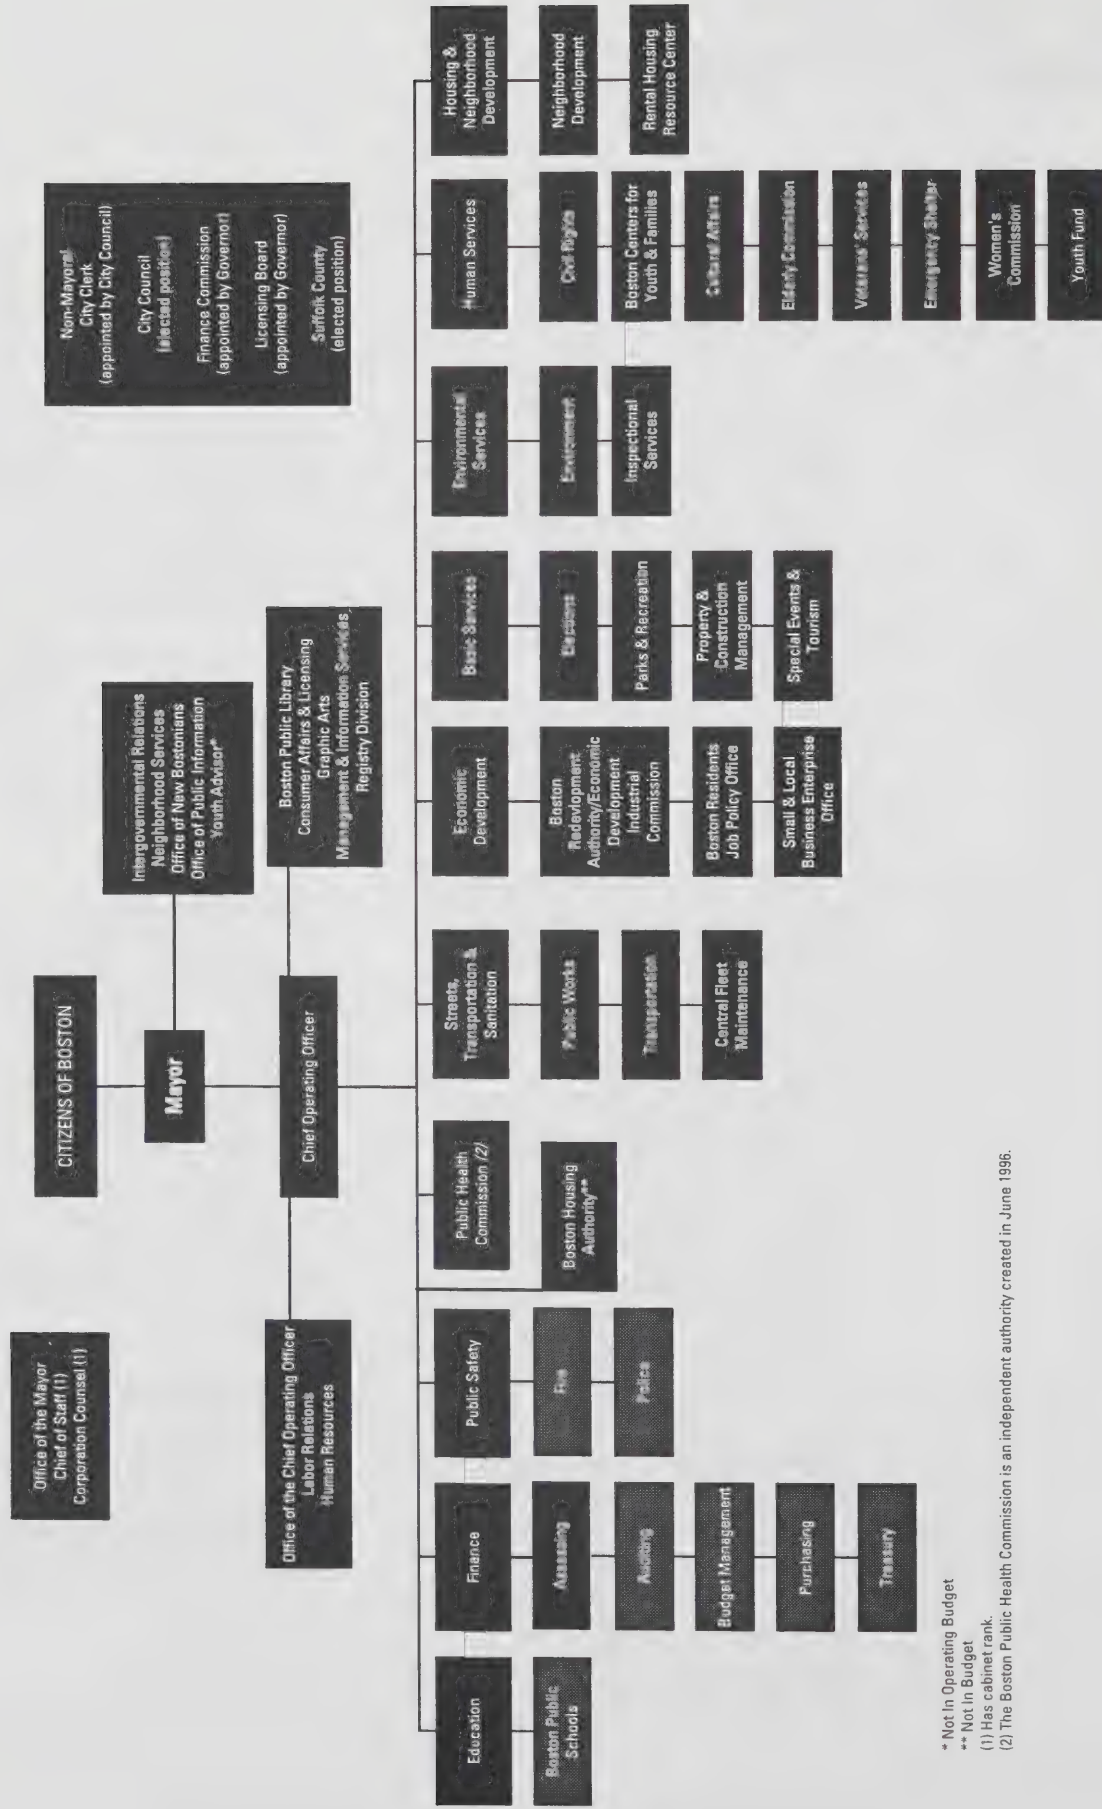 Office of the Mayor
Chief of Staff (1)
Corporation Counsel (1)
CITIZENS OF BOSTON
Mayor
Intergovernmental Relations
Neighborhood Services
Office of New Bostonians
Office of Public Information
Youth Advisor*
Non-Mayoral
City Clerk
(appointed by City Council)
City Council
(elected position)
Finance Commission
(appointed by Governor)
Licensing Board
(appointed by Governor)
Suffolk County
(elected position)
Office of the Chief Operating Officer
Labor Relations
Human Resources
Chief Operating Officer
Boston Public Library
Consumer Affairs & Licensing
Graphic Arts
Management & Information Services
Registry Division
Education
Boston Public
Schools
Finance
Assessing
Auditing
Budget Management
Purchasing
Treasury
Public Safety
Fire
Police
Public Health
Commission (2)
Boston Housing
Authority**
Streets,
Transportation &
Sanitation
Public Works
Transportation
Central Fleet
Maintenance
Economic
Development
Boston
Redevlopment
Authority/Economic
Development
Industrial
Commission
Boston Residents
Job Policy Office
Small & Local
Business Enterprise
Office
Basic Services
Elections
Parks & Recreation
Property &
Construction
Management
Special Events &
Tourism
Environmental
Services
Environment
Inspectional
Services
Human Services
Civil Rights
Boston Centers for
Youth & Families
Cultural Affairs
Elderly Commission
Veterans' Services
Emergency Shelter
Women's
Commission
Youth Fund
Housing &
Neighborhood
Development
Neighborhood
Development
Rental Housing
Resource Center
* Not In Operating Budget
** Not In Budget
(1) Has cabinet rank.
(2) The Boston Public Health Commission is an independent authority created in June 1996.